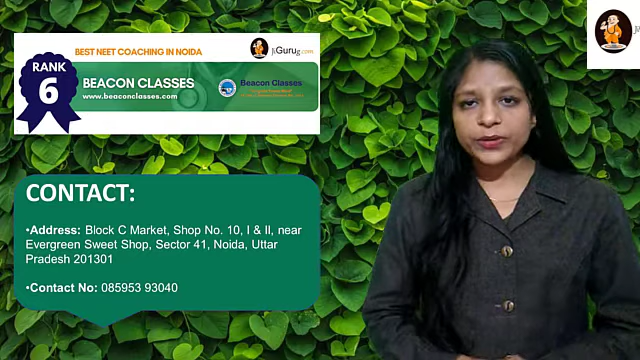 BEST NEET COACHING IN NOIDA
JiGuruG.com
RANK
6
BEACON CLASSES
www.beaconclasses.com
Beacon Classes
CONTACT:
•Address: Block C Market, Shop No. 10, I & II, near
Evergreen Sweet Shop, Sector 41, Noida, Uttar
Pradesh 201301
•Contact No: 085953 93040